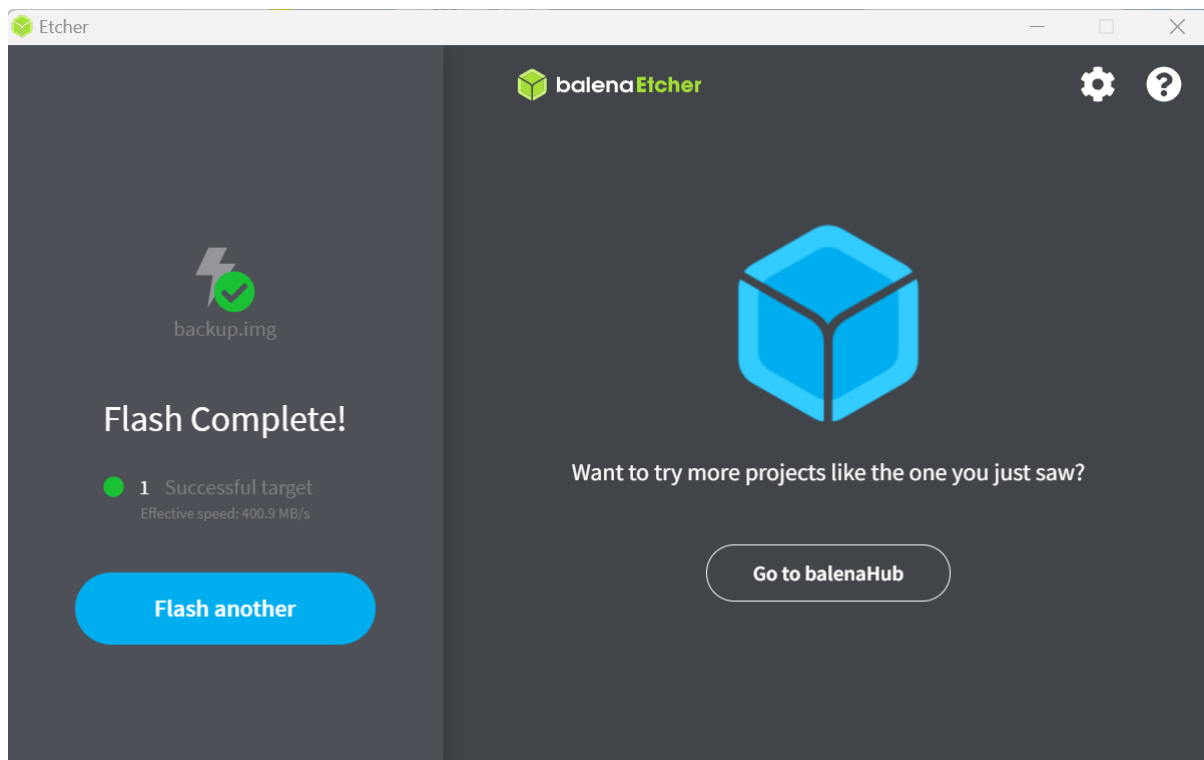 Etcher
balenaEtcher
backup.img
Flash Complete!
1 Successful target
Effective speed: 400.9 MB/s
Flash another
Want to try more projects like the one you just saw?
Go to balenaHub